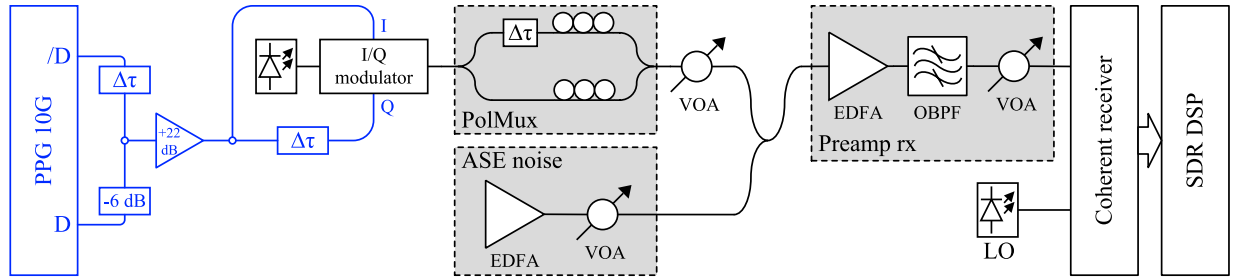 PPG 10G
/D
Δτ
-6 dB
D
+22
dB
Δτ
I
I/Q
modulator
Q
Δτ
PolMux
VOA
ASE noise
EDFA
VOA
EDFA
OBPF
VOA
Preamp rx
LO
Coherent receiver
SDR DSP